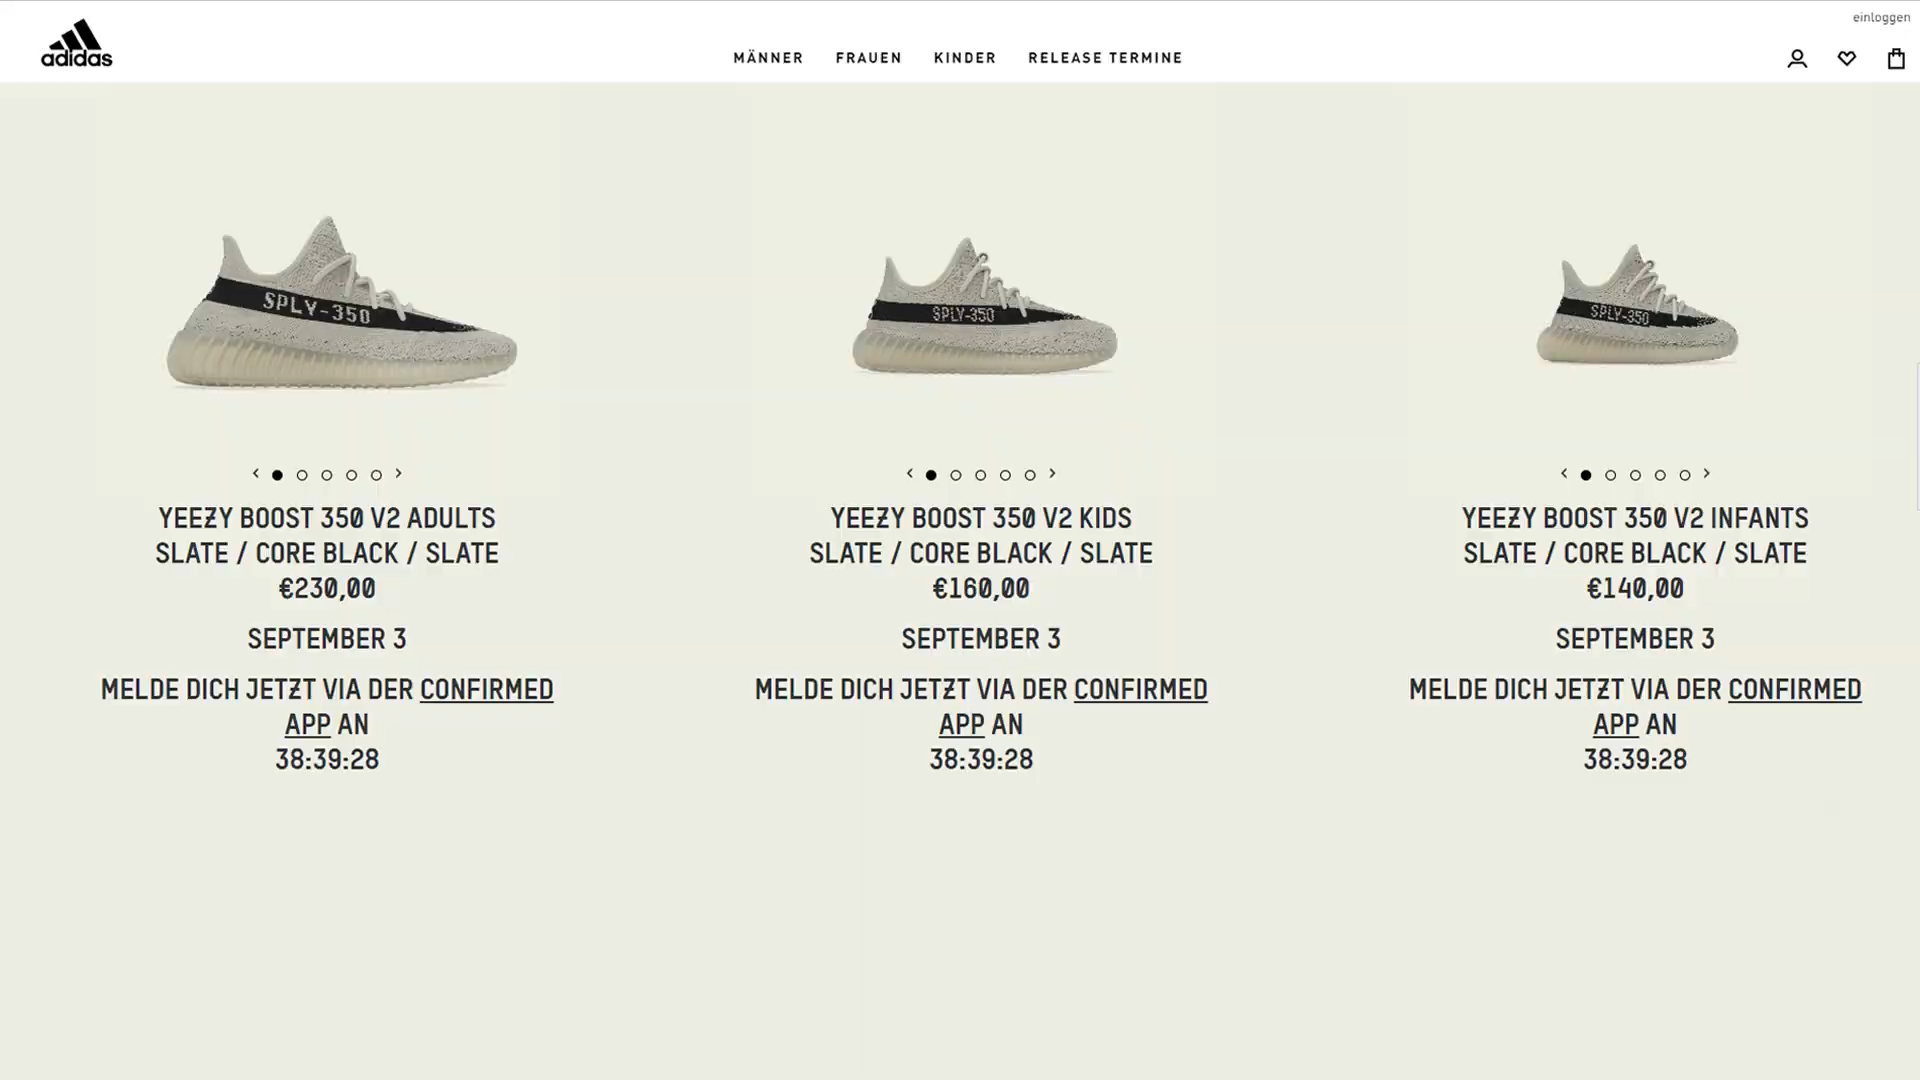 einloggen
adidas
MÄNNER FRAUEN KINDER RELEASE TERMINE
SPLY-350
SPLY-350
SPLY-350
YEEZY BOOST 350 V2 ADULTS
SLATE / CORE BLACK / SLATE
€230,00
SEPTEMBER 3
MELDE DICH JETZT VIA DER CONFIRMED
APP AN
38:39:28
YEEZY BOOST 350 V2 KIDS
SLATE / CORE BLACK / SLATE
€160,00
SEPTEMBER 3
MELDE DICH JETZT VIA DER CONFIRMED
APP AN
38:39:28
YEEZY BOOST 350 V2 INFANTS
SLATE / CORE BLACK / SLATE
€140,00
SEPTEMBER 3
MELDE DICH JETZT VIA DER CONFIRMED
APP AN
38:39:28